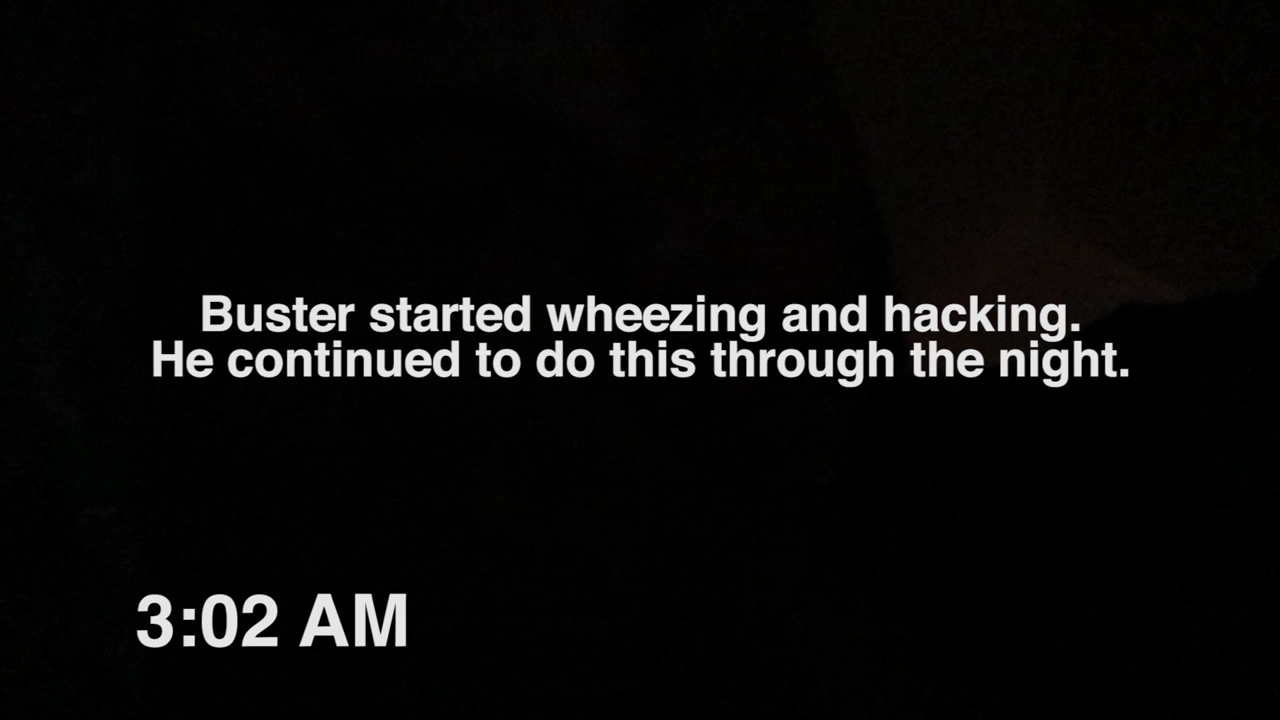 Buster started wheezing and hacking.
He continued to do this through the night.
3:02 AM